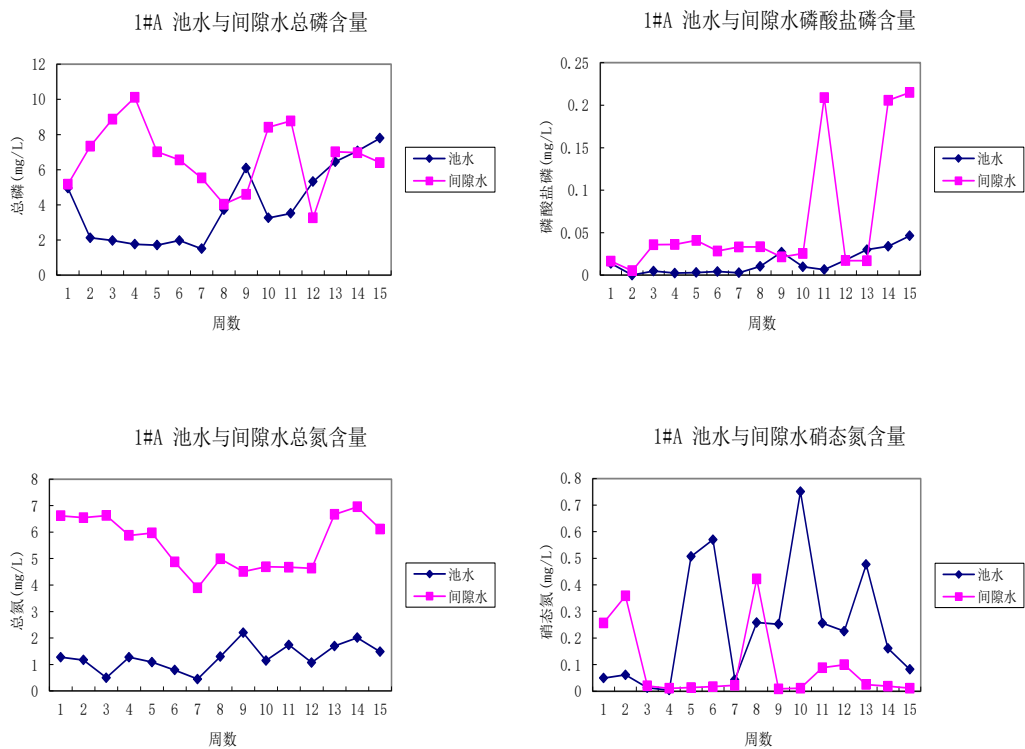 1#A 池水与间隙水总磷含量
12
10
8
6
4
2
0
总磷(mg/L)
1 2 3 4 5 6 7 8 9 10 11 12 13 14 15
周数
池水
间隙水
1#A 池水与间隙水磷酸盐磷含量
0.25
0.2
0.15
0.1
0.05
0
磷酸盐磷(mg/L)
1 2 3 4 5 6 7 8 9 10 11 12 13 14 15
周数
池水
间隙水
1#A 池水与间隙水总氮含量
8
7
6
5
4
3
2
1
0
总氮(mg/L)
1 2 3 4 5 6 7 8 9 10 11 12 13 14 15
周数
池水
间隙水
1#A 池水与间隙水硝态氮含量
0.8
0.7
0.6
0.5
0.4
0.3
0.2
0.1
0
硝态氮(mg/L)
1 2 3 4 5 6 7 8 9 10 11 12 13 14 15
周数
池水
间隙水